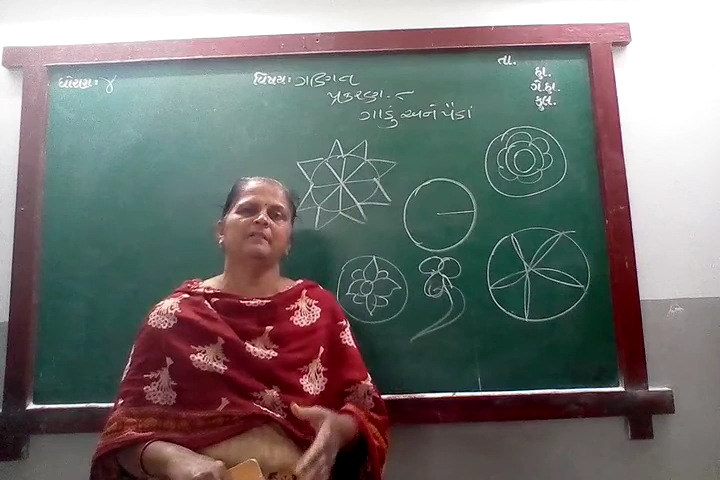 ધોરણઃ ૪
વિષયઃ ગણિત
પ્રકરણ - ૮
ગાડું અને પૈડાં
તા.
હા.
ગે.હા.
કુલ.